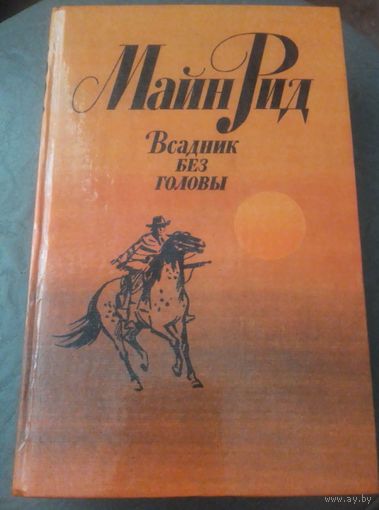 Майн Рид
Всадник
без
головы
www.ay.by